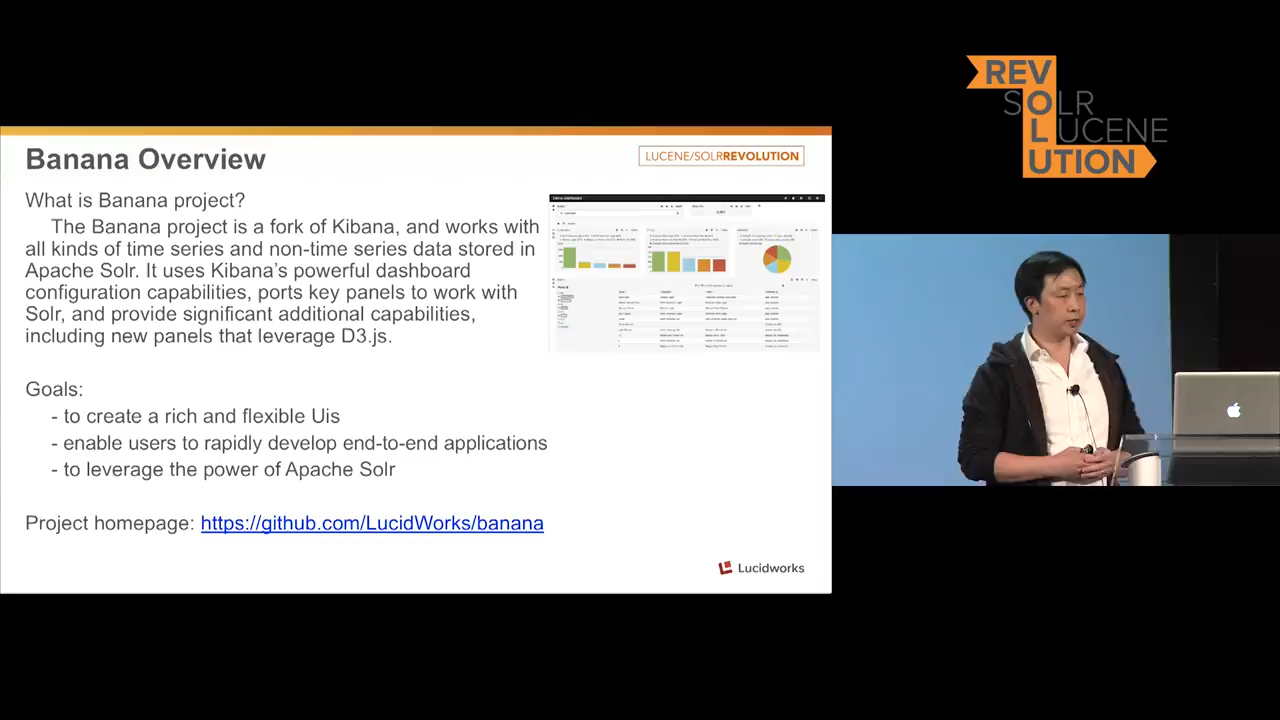 REV
SOLR
LUCENE
VOLUTION
Banana Overview
LUCENE/SOLRREVOLUTION
What is Banana project?
The Banana project is a fork of Kibana, and works with
all kinds of time series and non-time series data stored in
Apache Solr. It uses Kibana's powerful dashboard
configuration capabilities, ports key panels to work with
Solr, and provide significant additional capabilities,
including new panels that leverage D3.js.
Goals:
- to create a rich and flexible Uis
- enable users to rapidly develop end-to-end applications
- to leverage the power of Apache Solr
Project homepage: https://github.com/LucidWorks/banana
Lucidworks